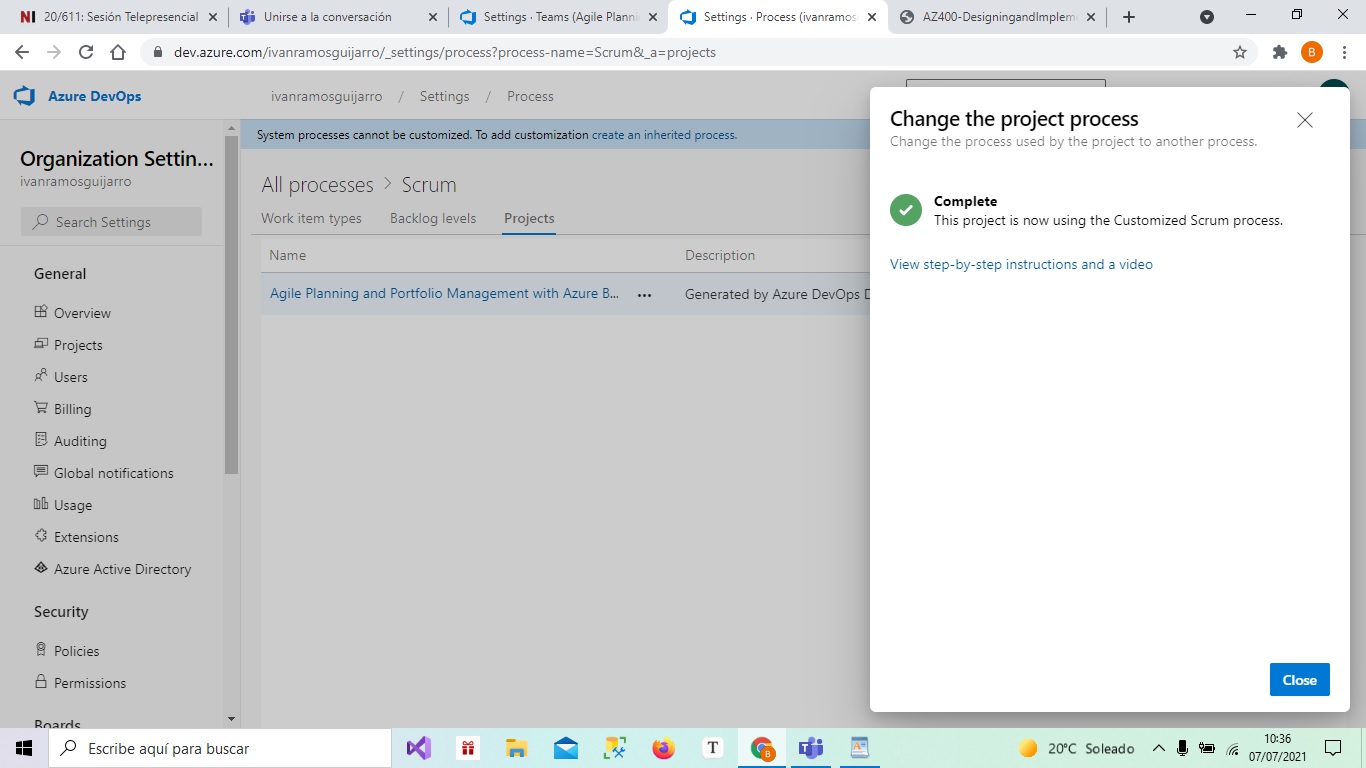 20/611: Sesión Telepresencial
Unirse a la conversación
Settings · Teams (Agile Planni
Settings · Process (ivanramos
AZ400-DesigningandImplem
dev.azure.com/ivanramosguijarro/_settings/process?process-name=Scrum&_a=projects
B
Azure DevOps
ivanramosguijarro / Settings / Process
System processes cannot be customized. To add customization create an inherited process.
Organization Settin...
ivanramosguijarro
Search Settings
General
Overview
Projects
Users
Billing
Auditing
Global notifications
Usage
Extensions
Azure Active Directory
Security
Policies
Permissions
Boards
All processes > Scrum
Work item types Backlog levels Projects
Name Description
Agile Planning and Portfolio Management with Azure B... ··· Generated by Azure DevOps D
Change the project process
Change the process used by the project to another process.
Complete
This project is now using the Customized Scrum process.
View step-by-step instructions and a video
Close
Escribe aquí para buscar
T
B
20°C Soleado
10:36
07/07/2021